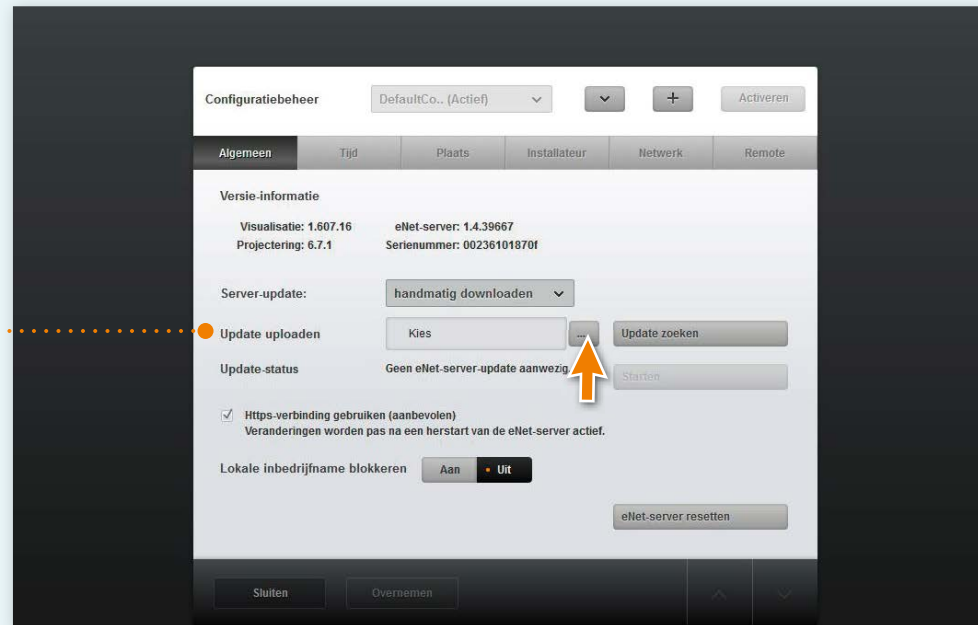 Configuratiebeheer DefaultCo.. (Actief) + Activeren
Algemeen Tijd Plaats Installateur Netwerk Remote
Versie-informatie
Visualisatie: 1.607.16 eNet-server: 1.4.39667
Projectering: 6.7.1 Serienummer: 00236101870f
Server-update: handmatig downloaden
Update uploaden Kies ... Update zoeken
Update-status Geen eNet-server-update aanwezig Starten
Https-verbinding gebruiken (aanbevolen)
Veranderingen worden pas na een herstart van de eNet-server actief.
Lokale inbedrijfname blokkeren Aan Uit
eNet-server resetten
Sluiten Overnemen